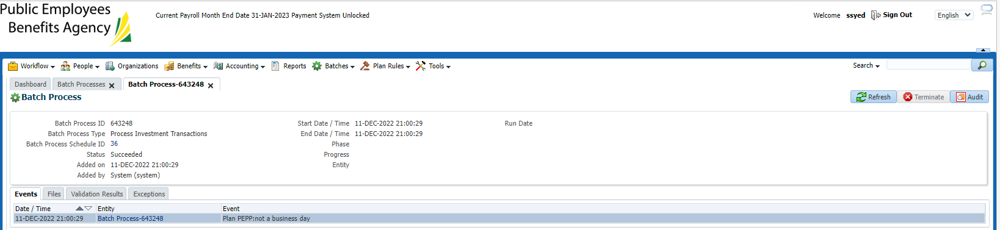 Public Employees
Benefits Agency
Current Payroll Month End Date 31-JAN-2023 Payment System Unlocked
Welcome ssyed Sign Out English
Workflow People Organizations Benefits Accounting Reports Batches Plan Rules Tools Search
Dashboard Batch Processes Batch Process-643248
Batch Process Refresh Terminate Audit
Batch Process ID 643248 Start Date / Time 11-DEC-2022 21:00:29 Run Date
Batch Process Type Process Investment Transactions End Date / Time 11-DEC-2022 21:00:29
Batch Process Schedule ID 36 Phase
Status Succeeded Progress
Added on 11-DEC-2022 21:00:29 Entity
Added by System (system)
Events Files Validation Results Exceptions
Date / Time Entity Event
11-DEC-2022 21:00:29 Batch Process-643248 Plan PEPP:not a business day